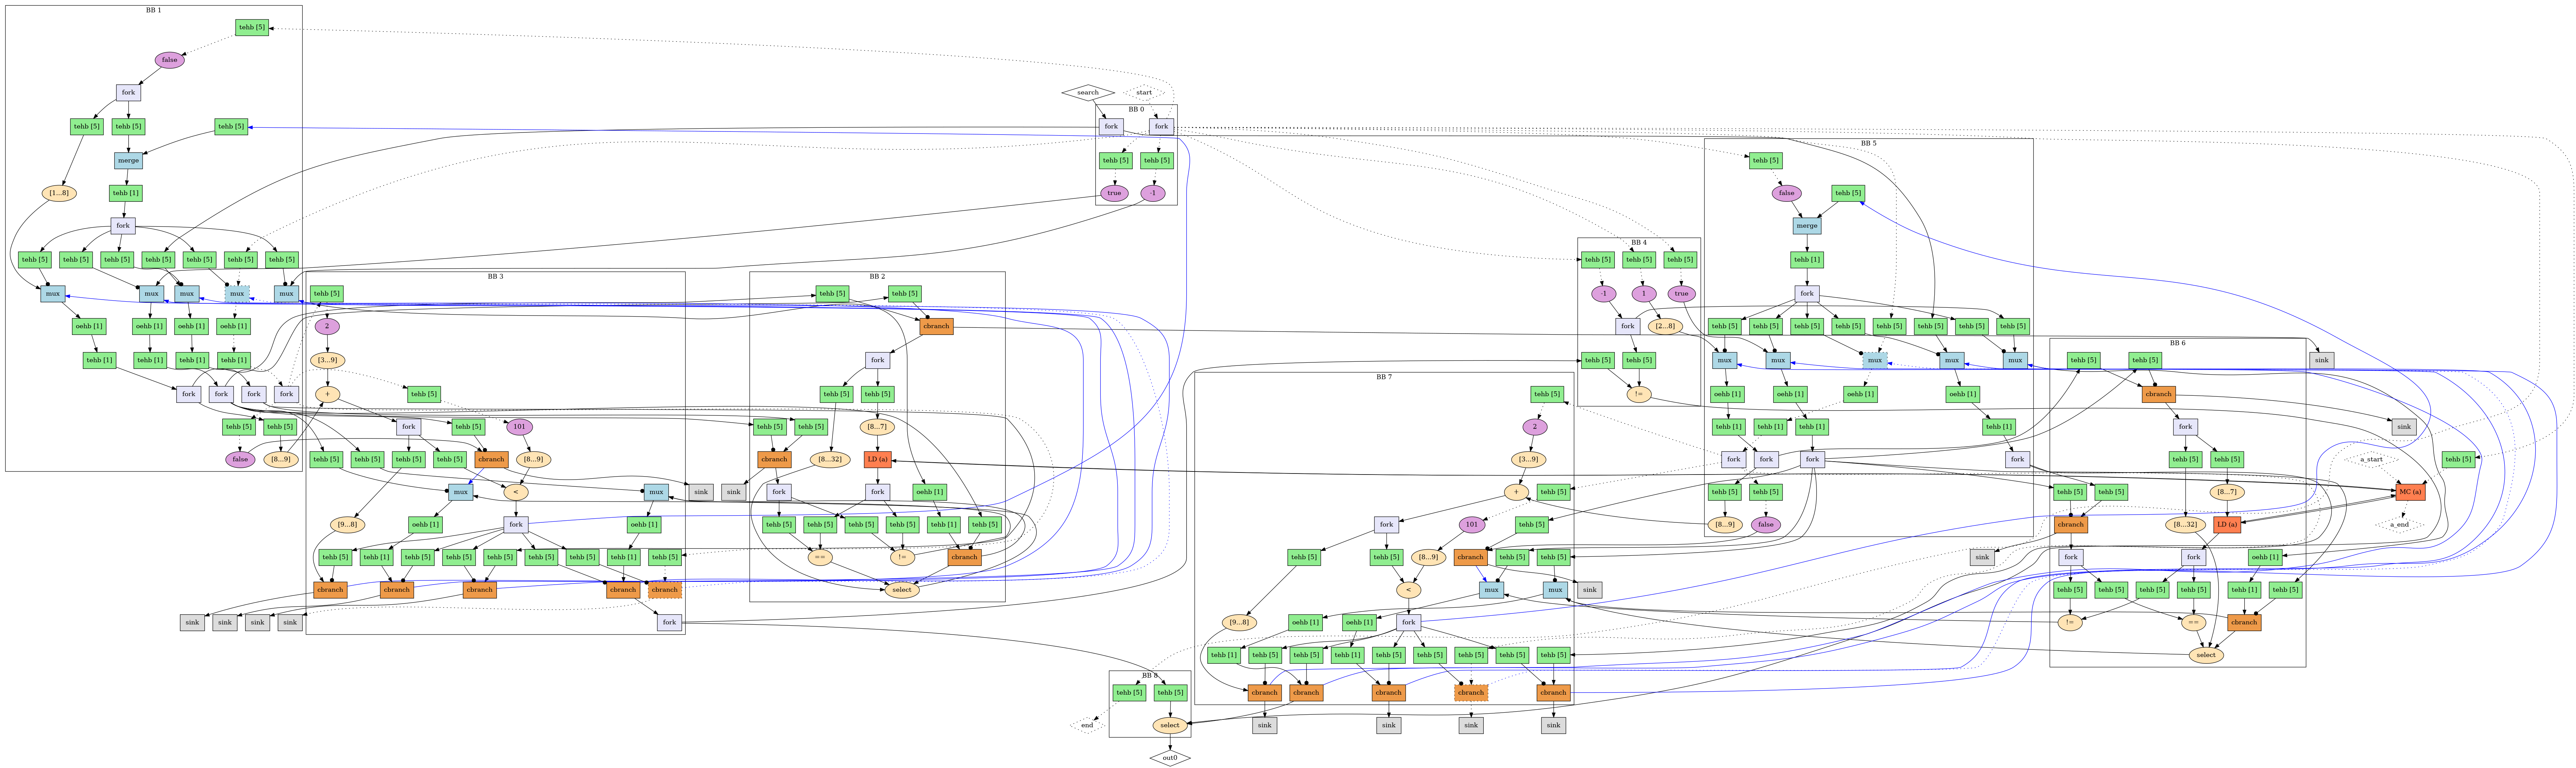 BB 1
tehb [5]
false
fork
tehb [5] tehb [5] tehb [5]
merge
[1...8] tehb [1]
fork
tehb [5] tehb [5] tehb [5] tehb [5] tehb [5] tehb [5] tehb [5]
mux mux mux mux mux
oehb [1] oehb [1] oehb [1] oehb [1]
tehb [1] tehb [1] tehb [1] tehb [1]
fork fork fork fork
tehb [5] tehb [5]
false [8...9]
search start
BB 0
fork fork
tehb [5] tehb [5]
true -1
BB 3
tehb [5]
2
[3...9]
tehb [5]
+
fork tehb [5] 101
tehb [5] tehb [5] tehb [5] cbranch [8...9]
mux < mux sink
[9...8] oehb [1] fork oehb [1]
tehb [5] tehb [1] tehb [5] tehb [5] tehb [5] tehb [5] tehb [5] tehb [1] tehb [5]
cbranch cbranch cbranch cbranch cbranch
sink sink sink sink fork
BB 2
tehb [5] tehb [5]
cbranch
fork
tehb [5] tehb [5]
tehb [5] tehb [5] [8...7]
cbranch [8...32] LD (a)
sink fork fork oehb [1]
tehb [5] tehb [5] tehb [5] tehb [5] tehb [1] tehb [5]
== != cbranch
select
BB 4
tehb [5] tehb [5] tehb [5]
-1 1 true
fork [2...8]
tehb [5] tehb [5]
!=
BB 5
tehb [5]
false tehb [5]
merge
tehb [1]
fork
tehb [5] tehb [5] tehb [5] tehb [5] tehb [5] tehb [5] tehb [5] tehb [5]
mux mux mux mux mux
oehb [1] oehb [1] oehb [1] oehb [1]
tehb [1] tehb [1] tehb [1] tehb [1]
fork fork fork fork
tehb [5] tehb [5]
[8...9] false
BB 7
tehb [5]
2
[3...9]
+ tehb [5]
fork 101 tehb [5]
tehb [5] tehb [5] [8...9] cbranch tehb [5] tehb [5]
< mux mux sink
[9...8] oehb [1] oehb [1] fork
tehb [1] tehb [5] tehb [5] tehb [1] tehb [5] tehb [5] tehb [5] tehb [5] tehb [5]
cbranch cbranch cbranch cbranch cbranch
sink sink sink sink
BB 6
tehb [5] tehb [5] sink
cbranch
fork sink
tehb [5] tehb [5]
tehb [5] tehb [5] [8...7]
cbranch [8...32] LD (a)
sink fork fork oehb [1]
tehb [5] tehb [5] tehb [5] tehb [5] tehb [1] tehb [5]
!= == cbranch
select
a_start tehb [5]
MC (a)
a_end
BB 8
tehb [5] tehb [5]
end select
out0